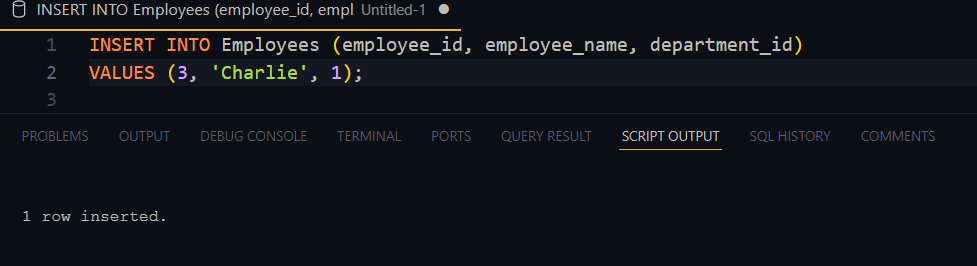 INSERT INTO Employees (employee_id, empl Untitled-1
1 INSERT INTO Employees (employee_id, employee_name, department_id)
2 VALUES (3, 'Charlie', 1);
3
PROBLEMS OUTPUT DEBUG CONSOLE TERMINAL PORTS QUERY RESULT SCRIPT OUTPUT SQL HISTORY COMMENTS
1 row inserted.